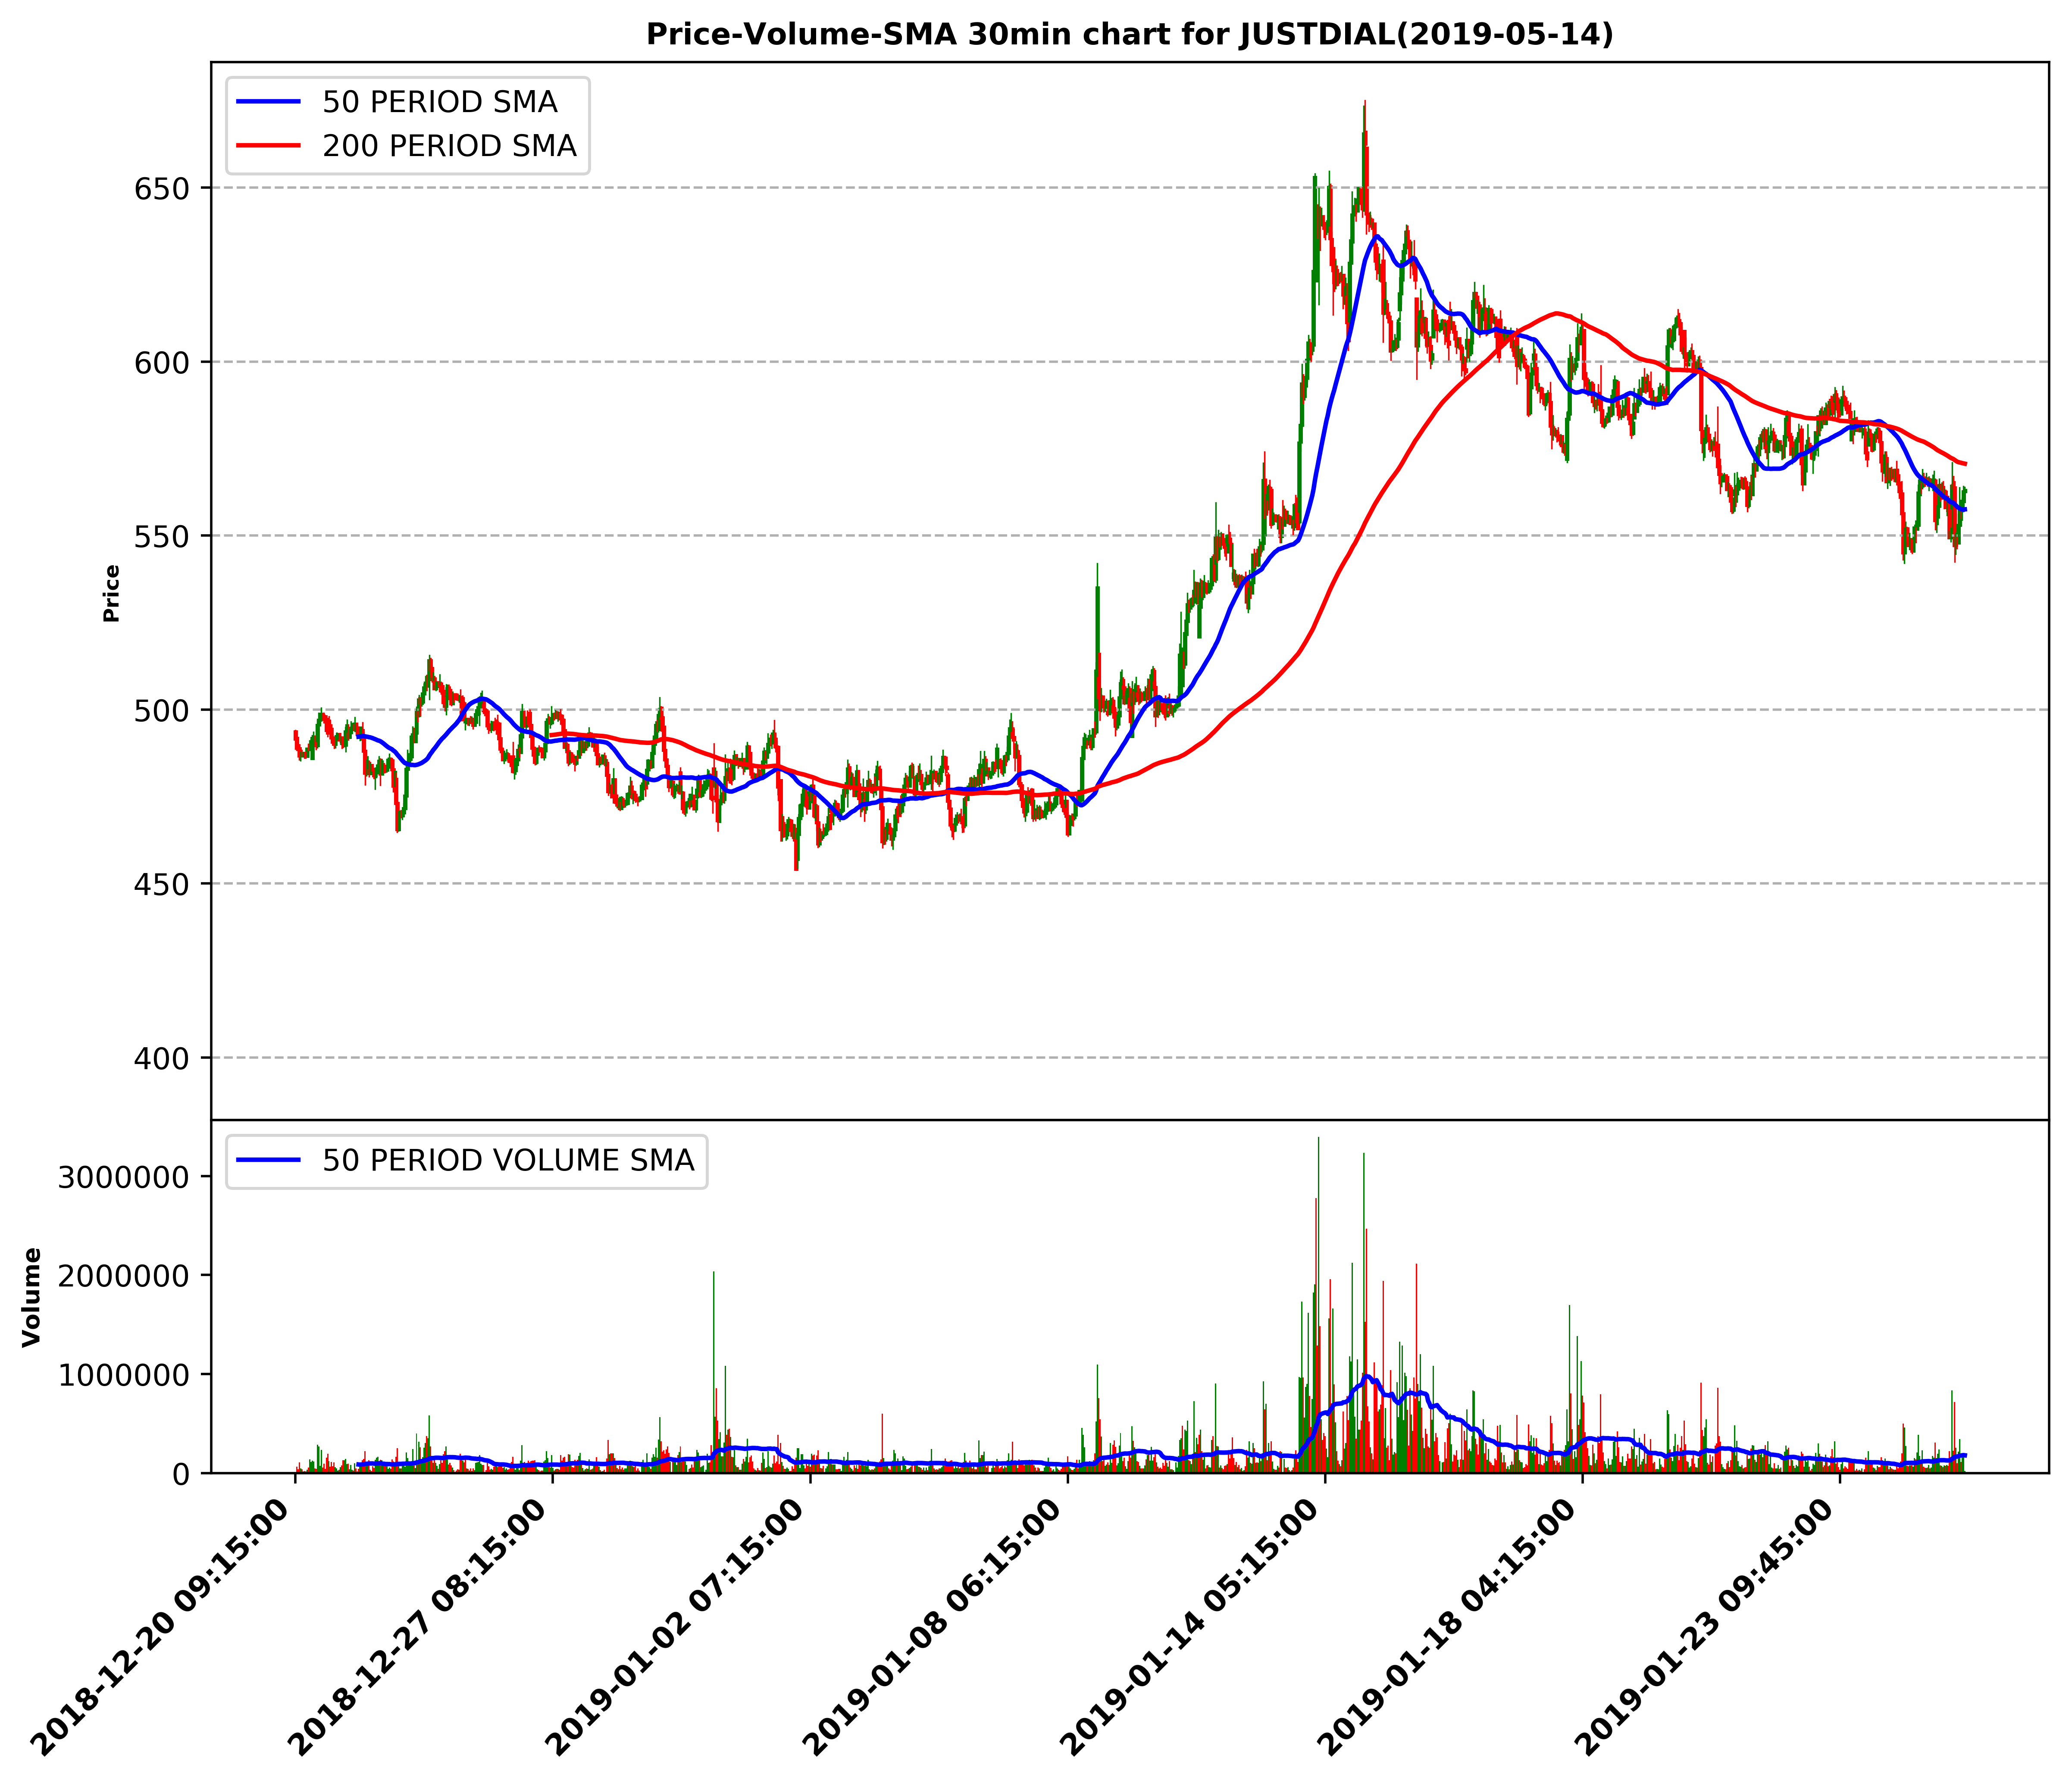 Price-Volume-SMA 30min chart for JUSTDIAL(2019-05-14)
50 PERIOD SMA
200 PERIOD SMA
650
600
550
500
450
400
Price
50 PERIOD VOLUME SMA
3000000
2000000
1000000
0
Volume
2018-12-20 09:15:00
2018-12-27 08:15:00
2019-01-02 07:15:00
2019-01-08 06:15:00
2019-01-14 05:15:00
2019-01-18 04:15:00
2019-01-23 09:45:00